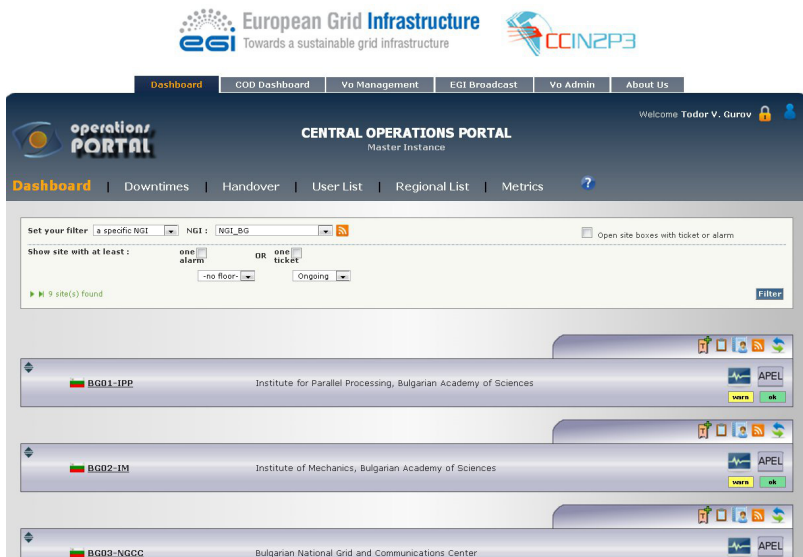 egi European Grid Infrastructure
Towards a sustainable grid infrastructure
CCIN2P3
Dashboard COD Dashboard Vo Management EGI Broadcast Vo Admin About Us
Welcome Todor V. Gurov
operations PORTAL
CENTRAL OPERATIONS PORTAL
Master Instance
Dashboard | Downtimes | Handover | User List | Regional List | Metrics ?
Set your filter a specific NGI NGI : NGI_BG Open site boxes with ticket or alarm
Show site with at least : one alarm OR one ticket
-no floor- Ongoing
9 site(s) found Filter
BG01-IPP Institute for Parallel Processing, Bulgarian Academy of Sciences APEL
warn ok
BG02-IM Institute of Mechanics, Bulgarian Academy of Sciences APEL
warn ok
BG03-NGCC Bulgarian National Grid and Communications Center APEL